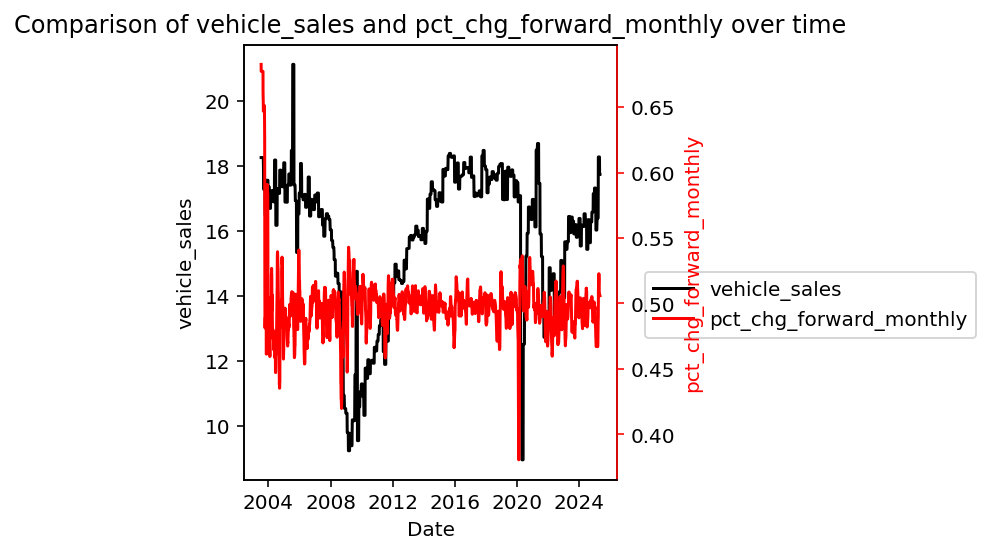 Comparison of vehicle_sales and pct_chg_forward_monthly over time
vehicle_sales
20
18
16
14
12
10
0.65
0.60
0.55
0.50
0.45
0.40
pct_chg_forward_monthly
vehicle_sales
pct_chg_forward_monthly
2004 2008 2012 2016 2020 2024
Date